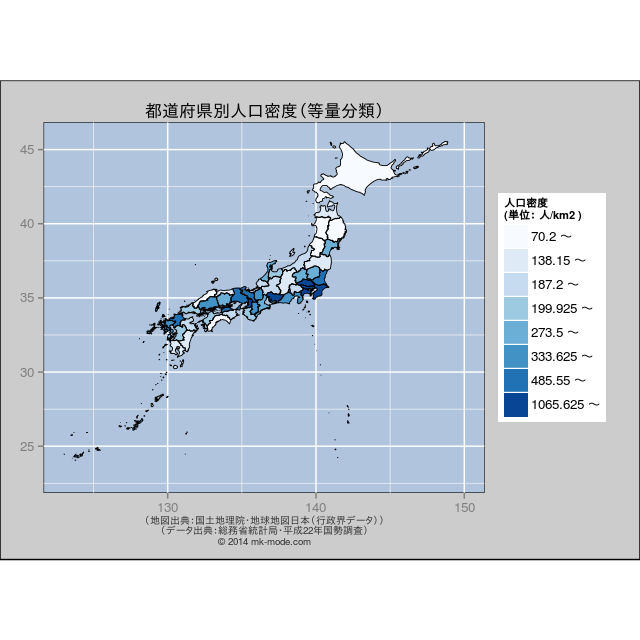 都道府県別人口密度(等量分類)
45
40
35
30
25
130
140
150
人口密度
(単位: 人/km2 )
70.2 ～
138.15 ～
187.2 ～
199.925 ～
273.5 ～
333.625 ～
485.55 ～
1065.625 ～
(地図出典:国土地理院・地球地図日本(行政界データ))
(データ出典:総務省統計局・平成22年国勢調査)
© 2014 mk-mode.com